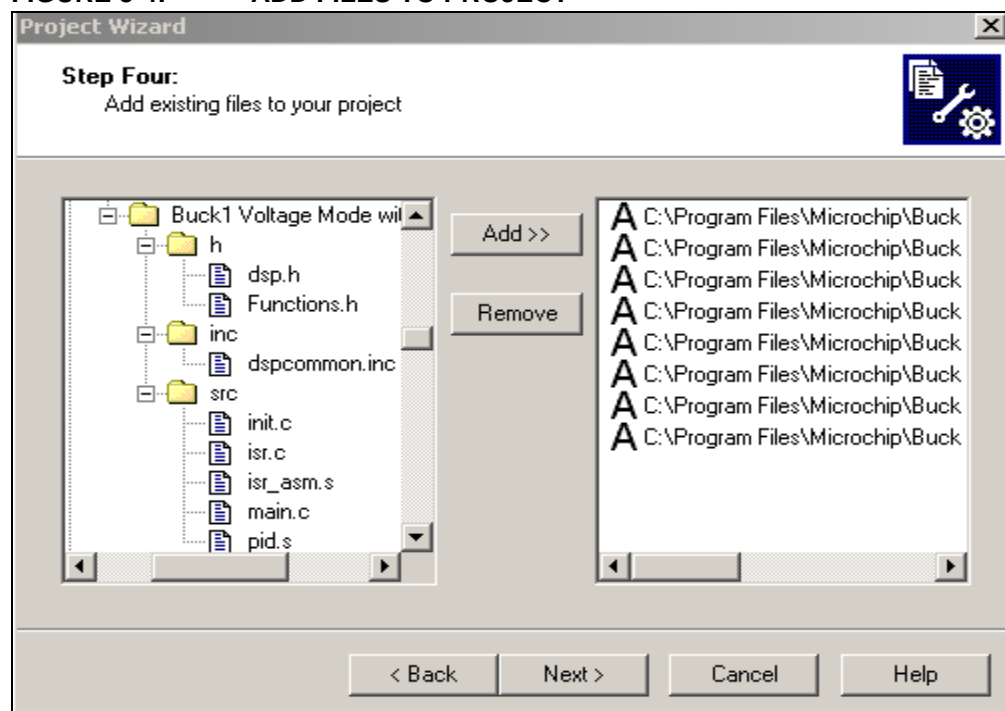 Project Wizard
Step Four:
Add existing files to your project
Buck1 Voltage Mode wit
h
dsp.h
Functions.h
inc
dspcommon.inc
src
init.c
isr.c
isr_asm.s
main.c
pid.s
Add >>
Remove
A C:\Program Files\Microchip\Buck
A C:\Program Files\Microchip\Buck
A C:\Program Files\Microchip\Buck
A C:\Program Files\Microchip\Buck
A C:\Program Files\Microchip\Buck
A C:\Program Files\Microchip\Buck
A C:\Program Files\Microchip\Buck
A C:\Program Files\Microchip\Buck
< Back
Next >
Cancel
Help